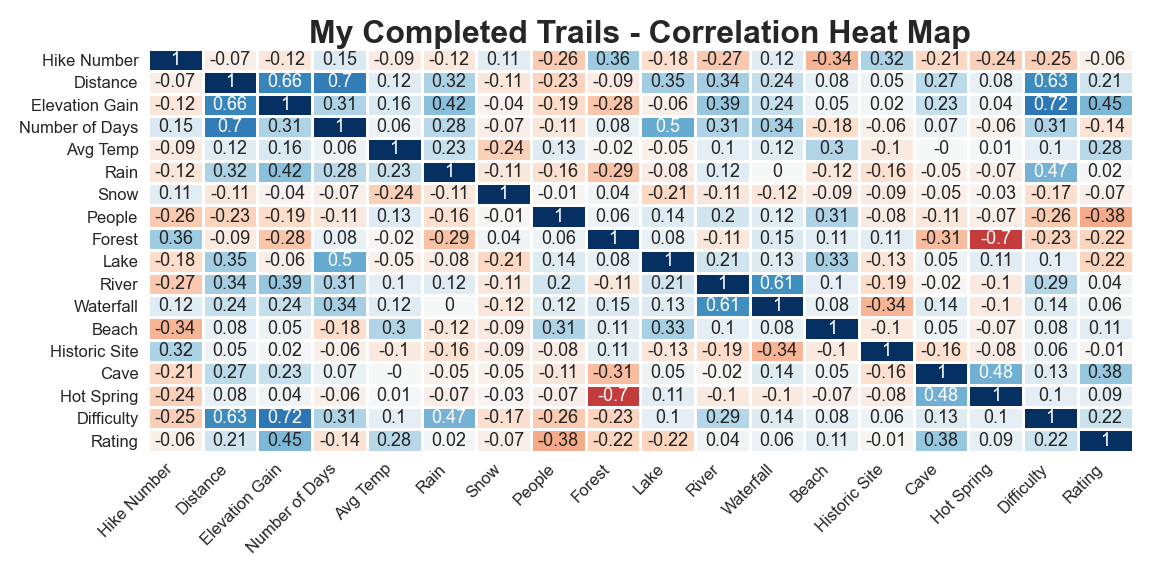 My Completed Trails - Correlation Heat Map
Hike Number 1 -0.07 -0.12 0.15 -0.09 -0.12 0.11 -0.26 0.36 -0.18 -0.27 0.12 -0.34 0.32 -0.21 -0.24 -0.25 -0.06
Distance -0.07 1 0.66 0.7 0.12 0.32 -0.11 -0.23 -0.09 0.35 0.34 0.24 0.08 0.05 0.27 0.08 0.63 0.21
Elevation Gain -0.12 0.66 1 0.31 0.16 0.42 -0.04 -0.19 -0.28 -0.06 0.39 0.24 0.05 0.02 0.23 0.04 0.72 0.45
Number of Days 0.15 0.7 0.31 1 0.06 0.28 -0.07 -0.11 0.08 0.5 0.31 0.34 -0.18 -0.06 0.07 -0.06 0.31 -0.14
Avg Temp -0.09 0.12 0.16 0.06 1 0.23 -0.24 0.13 -0.02 -0.05 0.1 0.12 0.3 -0.1 -0 0.01 0.1 0.28
Rain -0.12 0.32 0.42 0.28 0.23 1 -0.11 -0.16 -0.29 -0.08 0.12 0 -0.12 -0.16 -0.05 -0.07 0.47 0.02
Snow 0.11 -0.11 -0.04 -0.07 -0.24 -0.11 1 -0.01 0.04 -0.21 -0.11 -0.12 -0.09 -0.09 -0.05 -0.03 -0.17 -0.07
People -0.26 -0.23 -0.19 -0.11 0.13 -0.16 -0.01 1 0.06 0.14 0.2 0.12 0.31 -0.08 -0.11 -0.07 -0.26 -0.38
Forest 0.36 -0.09 -0.28 0.08 -0.02 -0.29 0.04 0.06 1 0.08 -0.11 0.15 0.11 0.11 -0.31 -0.7 -0.23 -0.22
Lake -0.18 0.35 -0.06 0.5 -0.05 -0.08 -0.21 0.14 0.08 1 0.21 0.13 0.33 -0.13 0.05 0.11 0.1 -0.22
River -0.27 0.34 0.39 0.31 0.1 0.12 -0.11 0.2 -0.11 0.21 1 0.61 0.1 -0.19 -0.02 -0.1 0.29 0.04
Waterfall 0.12 0.24 0.24 0.34 0.12 0 -0.12 0.12 0.15 0.13 0.61 1 0.08 -0.34 0.14 -0.1 0.14 0.06
Beach -0.34 0.08 0.05 -0.18 0.3 -0.12 -0.09 0.31 0.11 0.33 0.1 0.08 1 -0.1 0.05 -0.07 0.08 0.11
Historic Site 0.32 0.05 0.02 -0.06 -0.1 -0.16 -0.09 -0.08 0.11 -0.13 -0.19 -0.34 -0.1 1 -0.16 -0.08 0.06 -0.01
Cave -0.21 0.27 0.23 0.07 -0 -0.05 -0.05 -0.11 -0.31 0.05 -0.02 0.14 0.05 -0.16 1 0.48 0.13 0.38
Hot Spring -0.24 0.08 0.04 -0.06 0.01 -0.07 -0.03 -0.07 -0.7 0.11 -0.1 -0.1 -0.07 -0.08 0.48 1 0.1 0.09
Difficulty -0.25 0.63 0.72 0.31 0.1 0.47 -0.17 -0.26 -0.23 0.1 0.29 0.14 0.08 0.06 0.13 0.1 1 0.22
Rating -0.06 0.21 0.45 -0.14 0.28 0.02 -0.07 -0.38 -0.22 -0.22 0.04 0.06 0.11 -0.01 0.38 0.09 0.22 1
Hike Number Distance Elevation Gain Number of Days Avg Temp Rain Snow People Forest Lake River Waterfall Beach Historic Site Cave Hot Spring Difficulty Rating